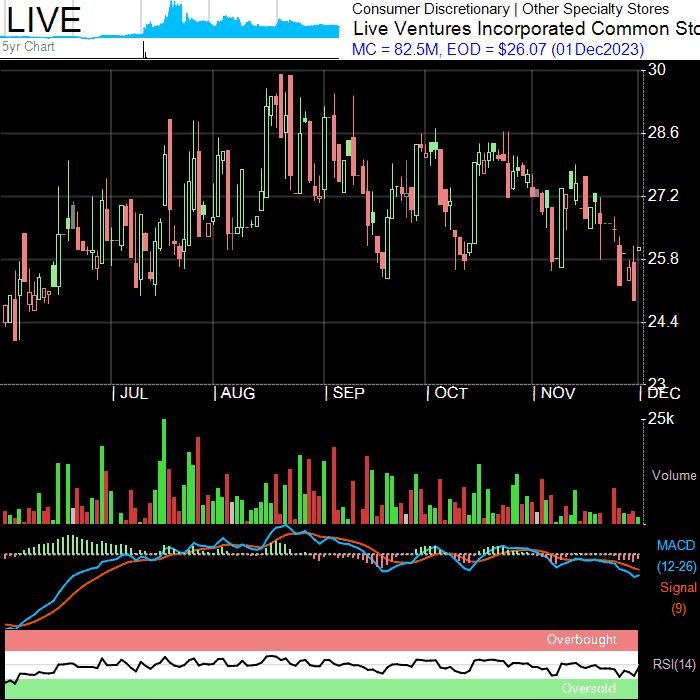 LIVE
5yr Chart
Consumer Discretionary | Other Specialty Stores
Live Ventures Incorporated Common Sto
MC = 82.5M, EOD = $26.07 (01Dec2023)
30
28.6
27.2
25.8
24.4
23
JUL AUG SEP OCT NOV DEC
25k
Volume
MACD
(12-26)
Signal
(9)
Overbought
RSI(14)
Oversold